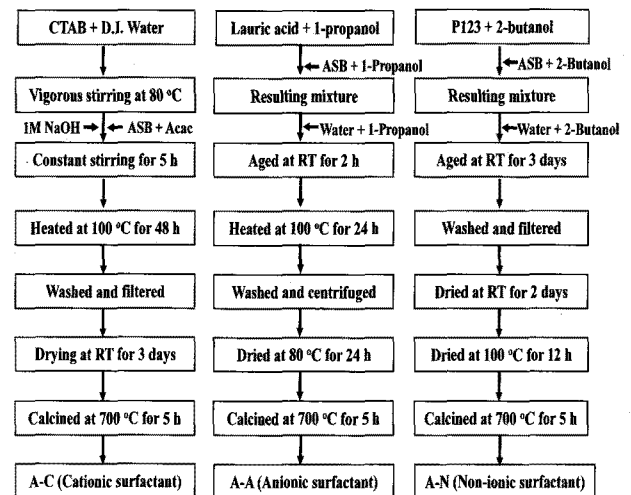 CTAB + D.J. Water
Vigorous stirring at 80 °C
1M NaOH
ASB + Acac
Constant stirring for 5 h
Heated at 100 °C for 48 h
Washed and filtered
Drying at RT for 3 days
Calcined at 700 °C for 5 h
A-C (Cationic surfactant)
Lauric acid + 1-propanol
ASB + 1-Propanol
Resulting mixture
Water + 1-Propanol
Aged at RT for 2 h
Heated at 100 °C for 24 h
Washed and centrifuged
Dried at 80 °C for 24 h
Calcined at 700 °C for 5 h
A-A (Anionic surfactant)
P123 + 2-butanol
ASB + 2-Butanol
Resulting mixture
Water + 2-Butanol
Aged at RT for 3 days
Washed and filtered
Dried at RT for 2 days
Dried at 100 °C for 12 h
Calcined at 700 °C for 5 h
A-N (Non-ionic surfactant)